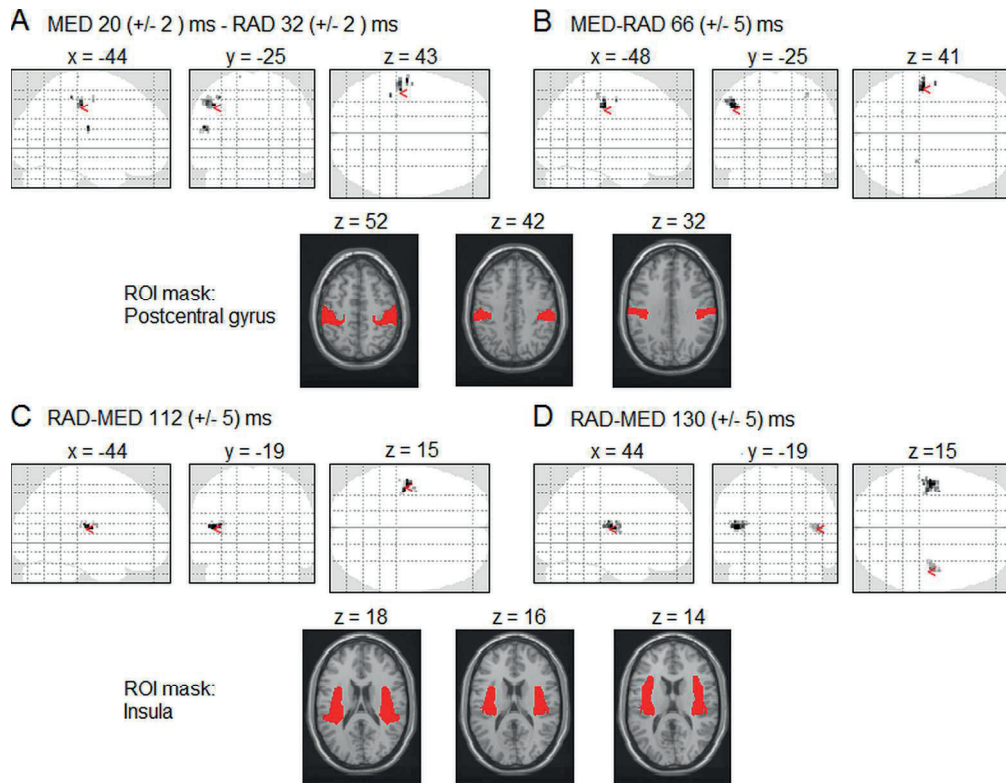 A MED 20 (+/- 2 ) ms - RAD 32 (+/- 2 ) ms
x = -44 y = -25 z = 43
B MED-RAD 66 (+/- 5) ms
x = -48 y = -25 z = 41
z = 52 z = 42 z = 32
ROI mask:
Postcentral gyrus
C RAD-MED 112 (+/- 5) ms
x = -44 y = -19 z = 15
D RAD-MED 130 (+/- 5) ms
x = 44 y = -19 z =15
z = 18 z = 16 z = 14
ROI mask:
Insula